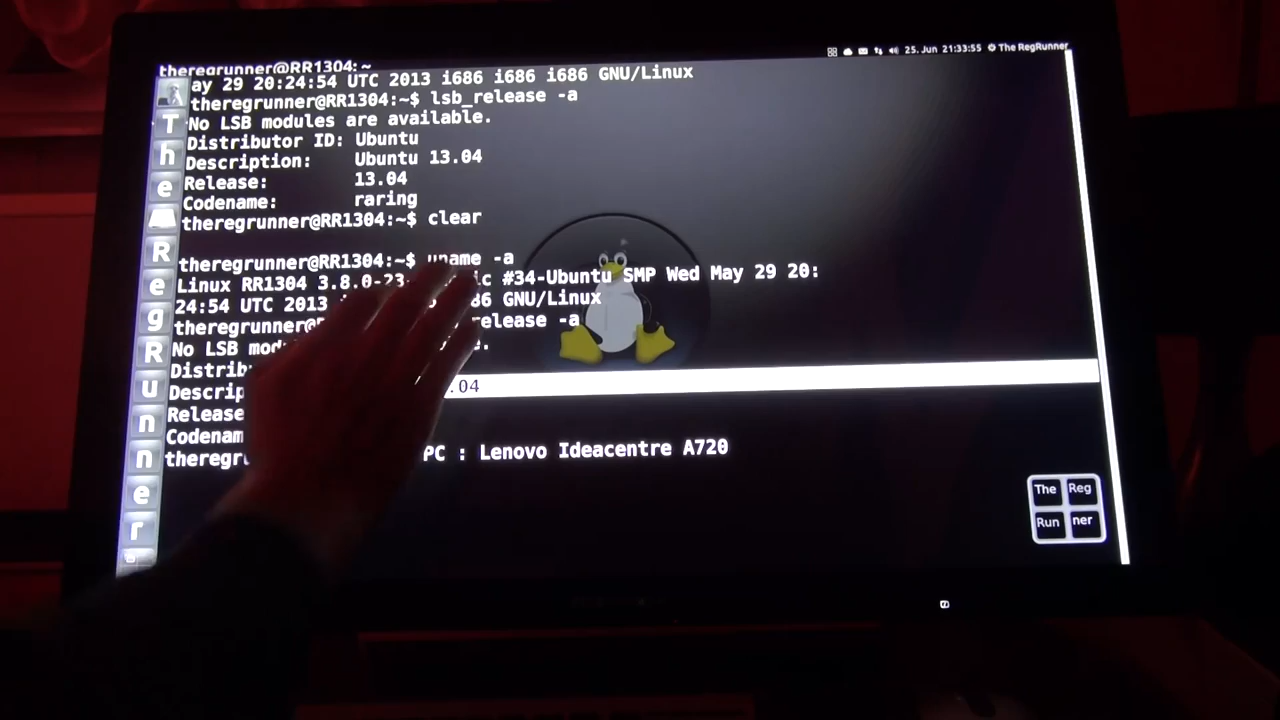 25. Jun 21:33:55 The RegRunner
theregrunner@RR1304: ~
ay 29 20:24:54 UTC 2013 i686 i686 i686 GNU/Linux
theregrunner@RR1304:~$ lsb_release -a
No LSB modules are available.
Distributor ID: Ubuntu
Description: Ubuntu 13.04
Release: 13.04
Codename: raring
theregrunner@RR1304:~$ clear
theregrunner@RR1304:~$ uname -a
Linux RR1304 3.8.0-23- ic #34-Ubuntu SMP Wed May 29 20:
24:54 UTC 2013 i 86 GNU/Linux
theregrunner@ release -a
No LSB mod
Distrib
Descrip .04
Release
Codenam
theregr PC : Lenovo Ideacentre A720
T
h
e
R
e
g
R
u
n
n
e
r
The Reg
Run ner